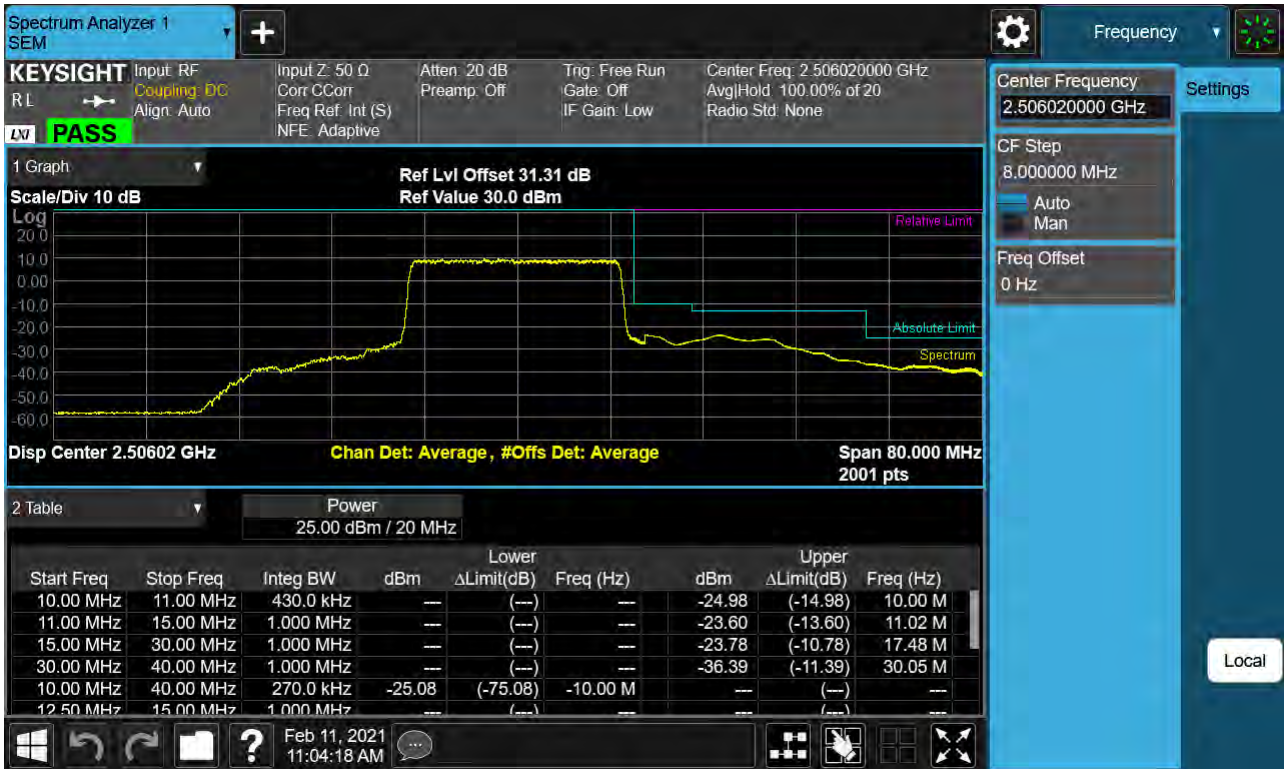 Spectrum Analyzer 1
SEM
Frequency
KEYSIGHT
R L
LXI
PASS
Input: RF
Coupling: DC
Align: Auto
Input Z: 50 Ω
Corr CCorr
Freq Ref: Int (S)
NFE: Adaptive
Atten: 20 dB
Preamp: Off
Trig: Free Run
Gate: Off
IF Gain: Low
Center Freq: 2.506020000 GHz
Avg|Hold: 100.00% of 20
Radio Std: None
Center Frequency
2.506020000 GHz
Settings
CF Step
8.000000 MHz
Auto
Man
Freq Offset
0 Hz
1 Graph
Scale/Div 10 dB
Ref Lvl Offset 31.31 dB
Ref Value 30.0 dBm
Log
20.0
10.0
0.00
-10.0
-20.0
-30.0
-40.0
-50.0
-60.0
Relative Limit
Absolute Limit
Spectrum
Disp Center 2.50602 GHz
Chan Det: Average, #Offs Det: Average
Span 80.000 MHz
2001 pts
2 Table
Power
25.00 dBm / 20 MHz
Lower Upper
Start Freq Stop Freq Integ BW dBm ΔLimit(dB) Freq (Hz) dBm ΔLimit(dB) Freq (Hz)
10.00 MHz 11.00 MHz 430.0 kHz --- (---) --- -24.98 (-14.98) 10.00 M
11.00 MHz 15.00 MHz 1.000 MHz --- (---) --- -23.60 (-13.60) 11.02 M
15.00 MHz 30.00 MHz 1.000 MHz --- (---) --- -23.78 (-10.78) 17.48 M
30.00 MHz 40.00 MHz 1.000 MHz --- (---) --- -36.39 (-11.39) 30.05 M
10.00 MHz 40.00 MHz 270.0 kHz -25.08 (-75.08) -10.00 M --- (---) ---
12.50 MHz 15.00 MHz 1.000 MHz --- (---) --- --- (---) ---
Local
?
Feb 11, 2021
11:04:18 AM